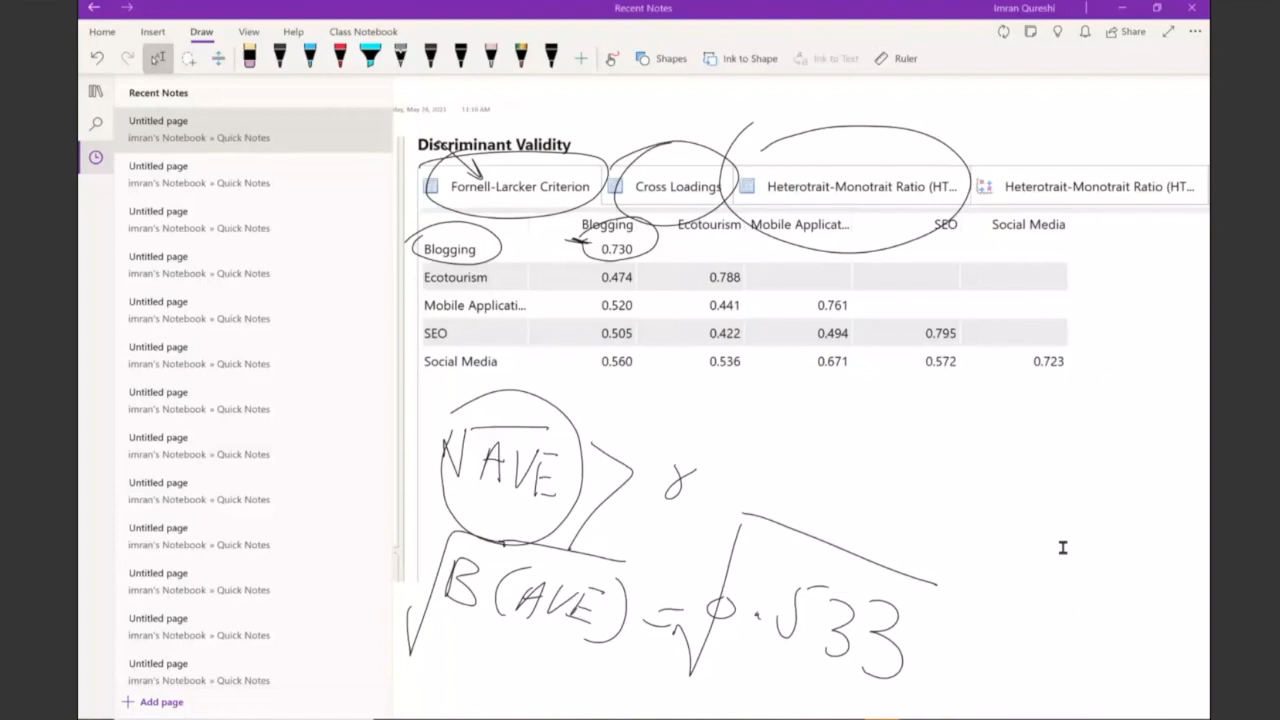 Recent Notes
Imran Qureshi
Home Insert Draw View Help Class Notebook
Share
Shapes Ink to Shape Ink to Text Ruler
Recent Notes
Untitled page
imran's Notebook » Quick Notes
Untitled page
imran's Notebook » Quick Notes
Untitled page
imran's Notebook » Quick Notes
Untitled page
imran's Notebook » Quick Notes
Untitled page
imran's Notebook » Quick Notes
Untitled page
imran's Notebook » Quick Notes
Untitled page
imran's Notebook » Quick Notes
Untitled page
imran's Notebook » Quick Notes
Untitled page
imran's Notebook » Quick Notes
Untitled page
imran's Notebook » Quick Notes
Untitled page
imran's Notebook » Quick Notes
Untitled page
imran's Notebook » Quick Notes
Untitled page
imran's Notebook » Quick Notes
Add page
11:16 AM
Discriminant Validity
Fornell-Larcker Criterion Cross Loadings Heterotrait-Monotrait Ratio (HT... Heterotrait-Monotrait Ratio (HT...
Blogging Ecotourism Mobile Applicat... SEO Social Media
Blogging 0.730
Ecotourism 0.474 0.788
Mobile Applicati... 0.520 0.441 0.761
SEO 0.505 0.422 0.494 0.795
Social Media 0.560 0.536 0.671 0.572 0.723
√AVE > r
√B(AVE) = √0.533